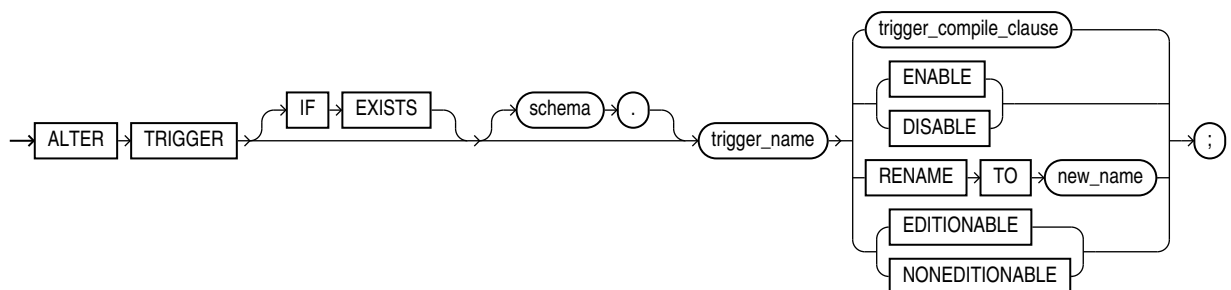 trigger_compile_clause
ENABLE
IF EXISTS schema .
DISABLE
ALTER TRIGGER trigger_name ;
RENAME TO new_name
EDITIONABLE
NONEDITIONABLE